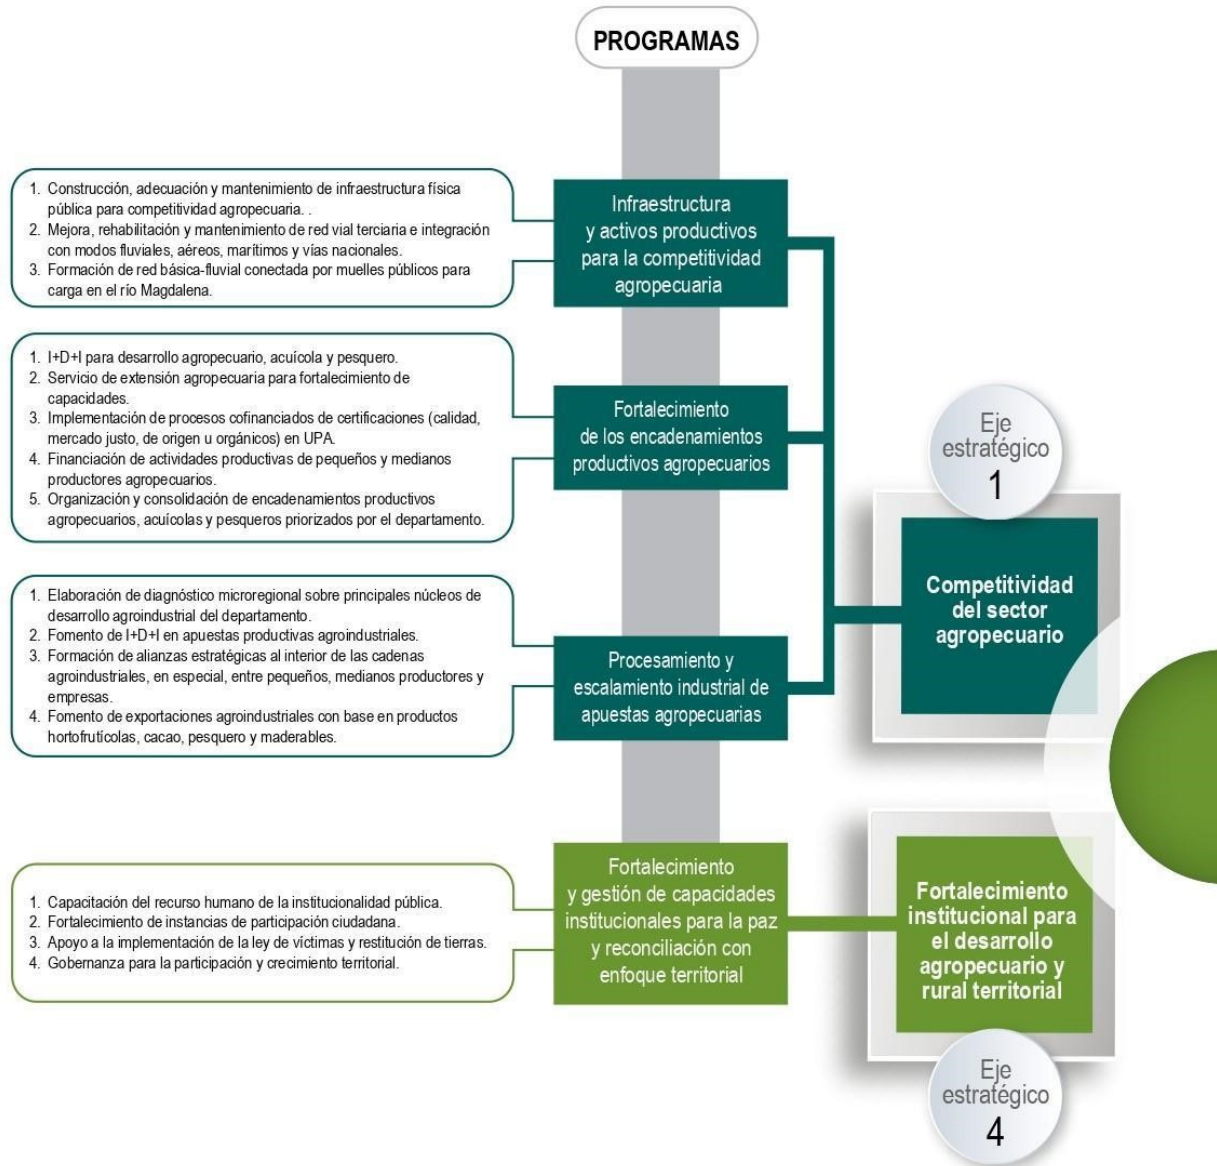 PROGRAMAS
1. Construcción, adecuación y mantenimiento de infraestructura física
pública para competitividad agropecuaria. .
2. Mejora, rehabilitación y mantenimiento de red vial terciaria e integración
con modos fluviales, aéreos, marítimos y vías nacionales.
3. Formación de red básica-fluvial conectada por muelles públicos para
carga en el río Magdalena.
Infraestructura
y activos productivos
para la competitividad
agropecuaria
1. I+D+I para desarrollo agropecuario, acuícola y pesquero.
2. Servicio de extensión agropecuaria para fortalecimiento de
capacidades.
3. Implementación de procesos cofinanciados de certificaciones (calidad,
mercado justo, de origen u orgánicos) en UPA.
4. Financiación de actividades productivas de pequeños y medianos
productores agropecuarios.
5. Organización y consolidación de encadenamientos productivos
agropecuarios, acuícolas y pesqueros priorizados por el departamento.
Fortalecimiento
de los encadenamientos
productivos agropecuarios
1. Elaboración de diagnóstico microregional sobre principales núcleos de
desarrollo agroindustrial del departamento.
2. Fomento de I+D+I en apuestas productivas agroindustriales.
3. Formación de alianzas estratégicas al interior de las cadenas
agroindustriales, en especial, entre pequeños, medianos productores y
empresas.
4. Fomento de exportaciones agroindustriales con base en productos
hortofrutícolas, cacao, pesquero y maderables.
Procesamiento y
escalamiento industrial de
apuestas agropecuarias
Eje
estratégico
1
Competitividad
del sector
agropecuario
1. Capacitación del recurso humano de la institucionalidad pública.
2. Fortalecimiento de instancias de participación ciudadana.
3. Apoyo a la implementación de la ley de víctimas y restitución de tierras.
4. Gobernanza para la participación y crecimiento territorial.
Fortalecimiento
y gestión de capacidades
institucionales para la paz
y reconciliación con
enfoque territorial
Fortalecimiento
institucional para
el desarrollo
agropecuario y
rural territorial
Eje
estratégico
4